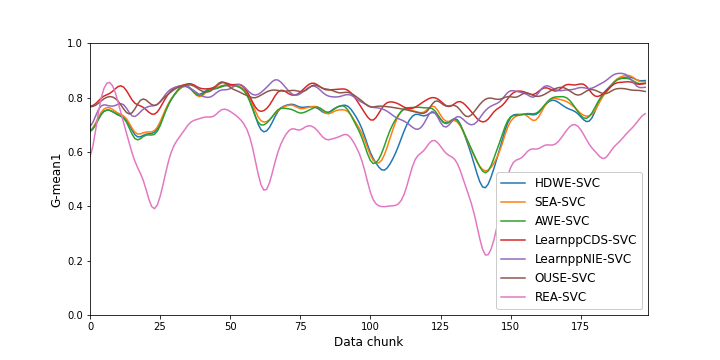 1.0
0.8
0.6
0.4
0.2
0.0
G-mean1
0 25 50 75 100 125 150 175
Data chunk
HDWE-SVC
SEA-SVC
AWE-SVC
LearnppCDS-SVC
LearnppNIE-SVC
OUSE-SVC
REA-SVC